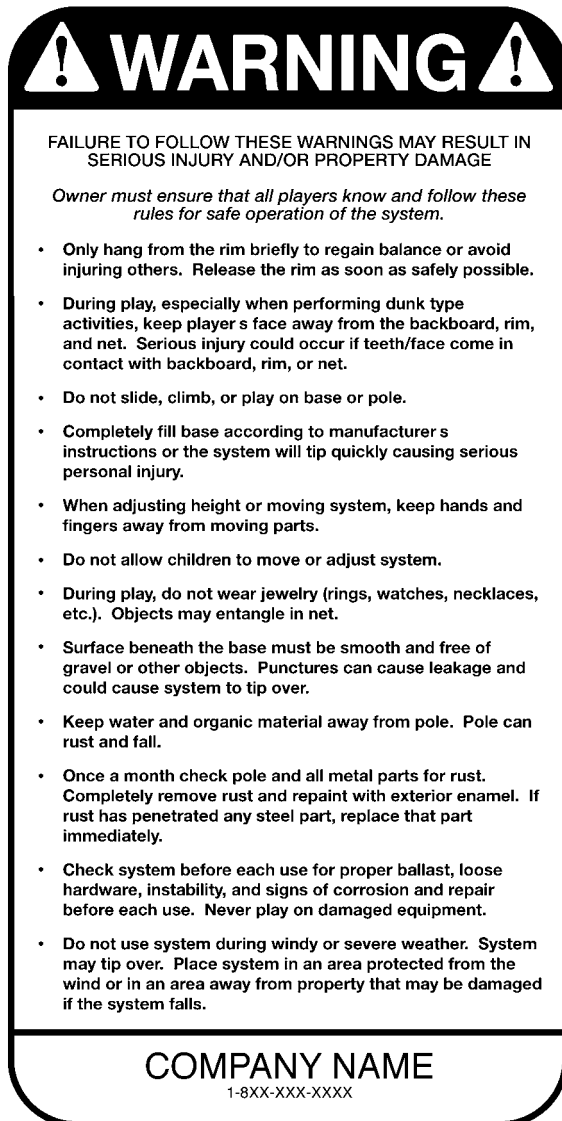 WARNING
FAILURE TO FOLLOW THESE WARNINGS MAY RESULT IN
SERIOUS INJURY AND/OR PROPERTY DAMAGE
Owner must ensure that all players know and follow these
rules for safe operation of the system.
• Only hang from the rim briefly to regain balance or avoid
injuring others. Release the rim as soon as safely possible.
• During play, especially when performing dunk type
activities, keep player s face away from the backboard, rim,
and net. Serious injury could occur if teeth/face come in
contact with backboard, rim, or net.
• Do not slide, climb, or play on base or pole.
• Completely fill base according to manufacturer s
instructions or the system will tip quickly causing serious
personal injury.
• When adjusting height or moving system, keep hands and
fingers away from moving parts.
• Do not allow children to move or adjust system.
• During play, do not wear jewelry (rings, watches, necklaces,
etc.). Objects may entangle in net.
• Surface beneath the base must be smooth and free of
gravel or other objects. Punctures can cause leakage and
could cause system to tip over.
• Keep water and organic material away from pole. Pole can
rust and fall.
• Once a month check pole and all metal parts for rust.
Completely remove rust and repaint with exterior enamel. If
rust has penetrated any steel part, replace that part
immediately.
• Check system before each use for proper ballast, loose
hardware, instability, and signs of corrosion and repair
before each use. Never play on damaged equipment.
• Do not use system during windy or severe weather. System
may tip over. Place system in an area protected from the
wind or in an area away from property that may be damaged
if the system falls.
COMPANY NAME
1-8XX-XXX-XXXX